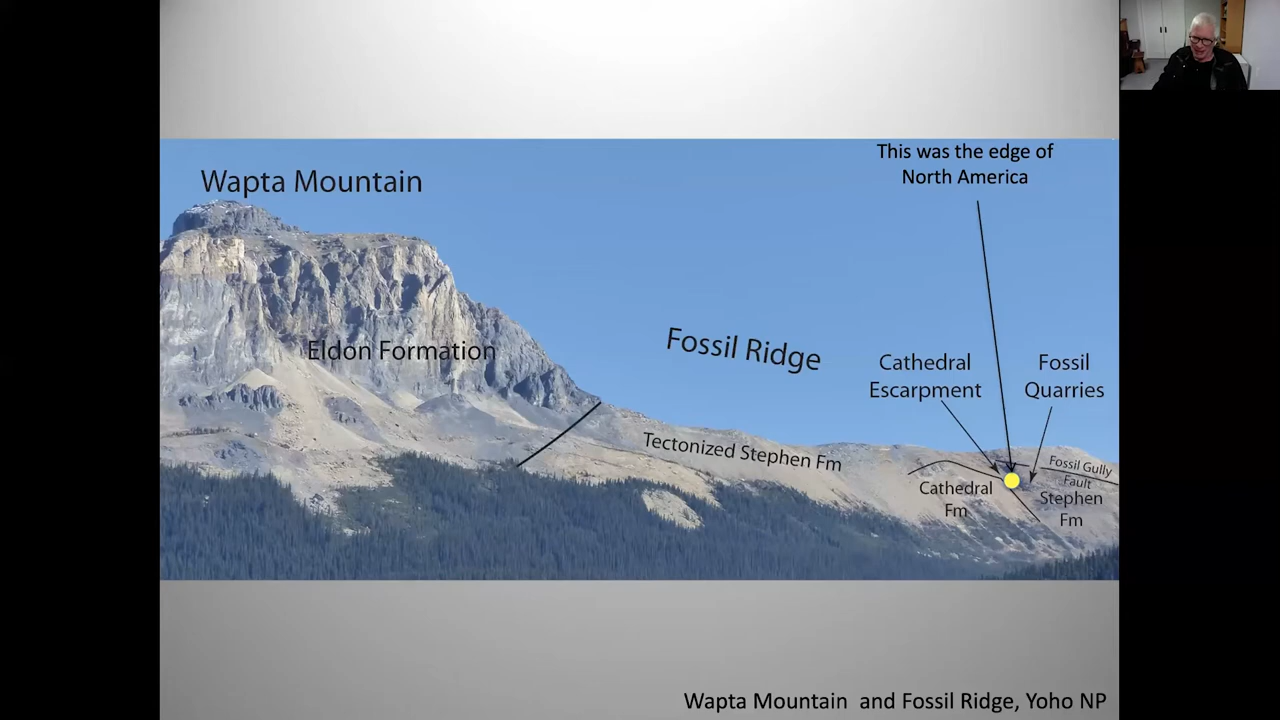 This was the edge of
North America
Wapta Mountain
Eldon Formation
Fossil Ridge
Cathedral
Escarpment
Fossil
Quarries
Tectonized Stephen Fm
Cathedral
Fm
Fossil Gully
Fault
Stephen
Fm
Wapta Mountain and Fossil Ridge, Yoho NP